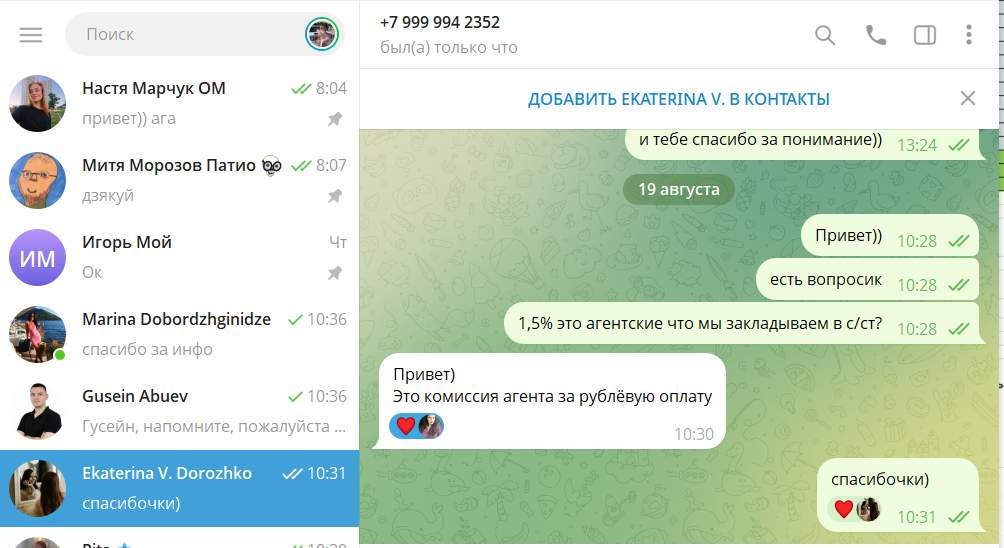 Поиск
Настя Марчук ОМ 8:04
привет)) ага
Митя Морозов Патио 8:07
дзякуй
ИМ
Игорь Мой Чт
Ок
Marina Dobordzhginidze 10:36
спасибо за инфо
Gusein Abuev 10:36
Гусейн, напомните, пожалуйста ...
Ekaterina V. Dorozhko 10:31
спасибочки)
+7 999 994 2352
был(а) только что
ДОБАВИТЬ EKATERINA V. В КОНТАКТЫ
и тебе спасибо за понимание)) 13:24
19 августа
Привет)) 10:28
есть вопросик 10:28
1,5% это агентские что мы закладываем в с/ст? 10:28
Привет)
Это комиссия агента за рублёвую оплату
10:30
спасибочки)
10:31